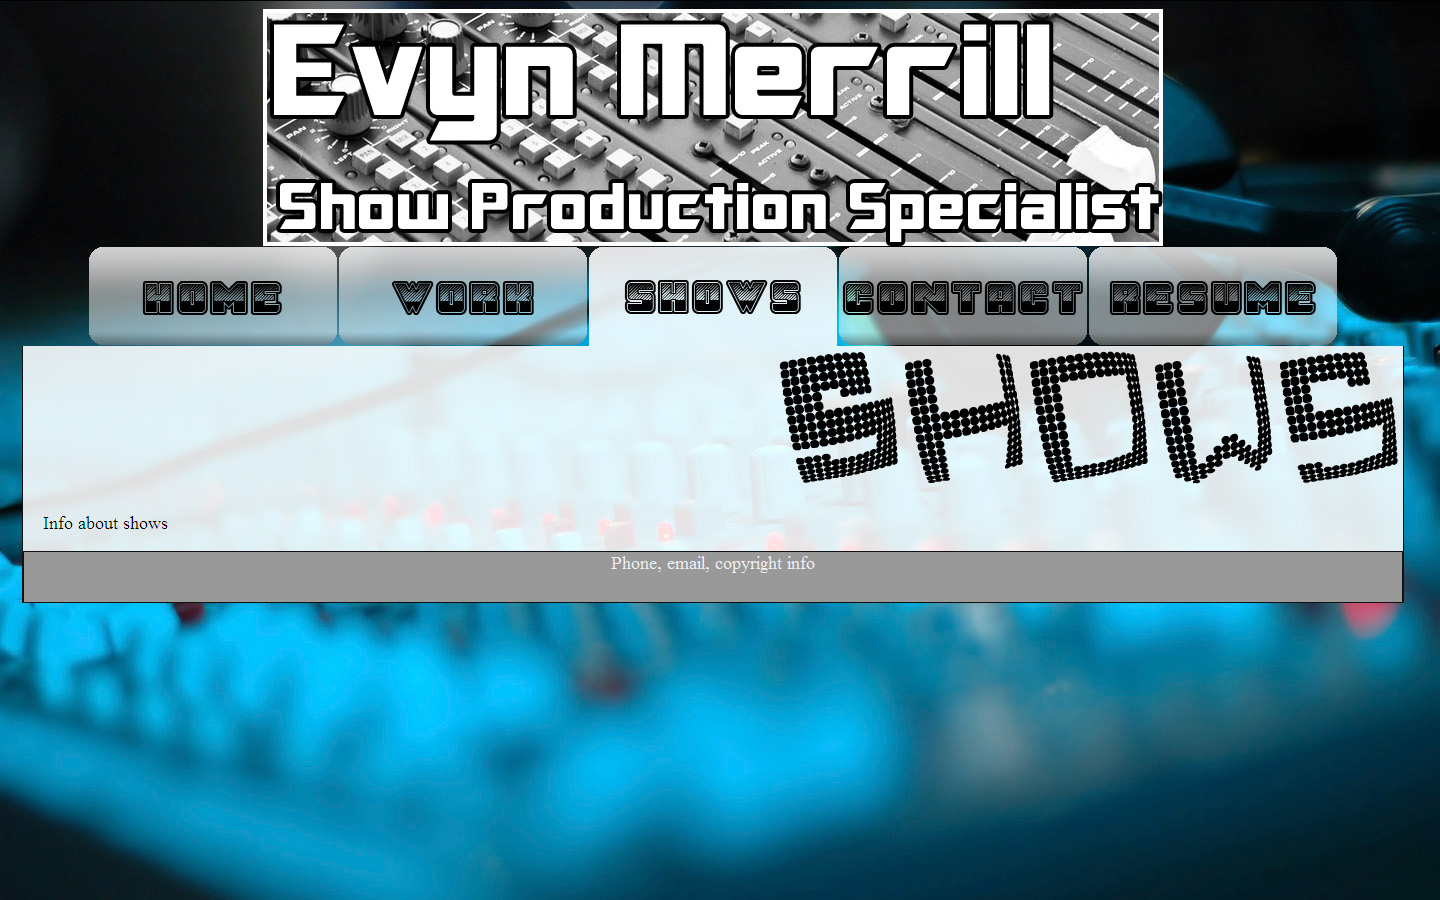 Evyn Merrill
Show Production Specialist
HOME WORK SHOWS CONTACT RESUME
SHOWS
Info about shows
Phone, email, copyright info